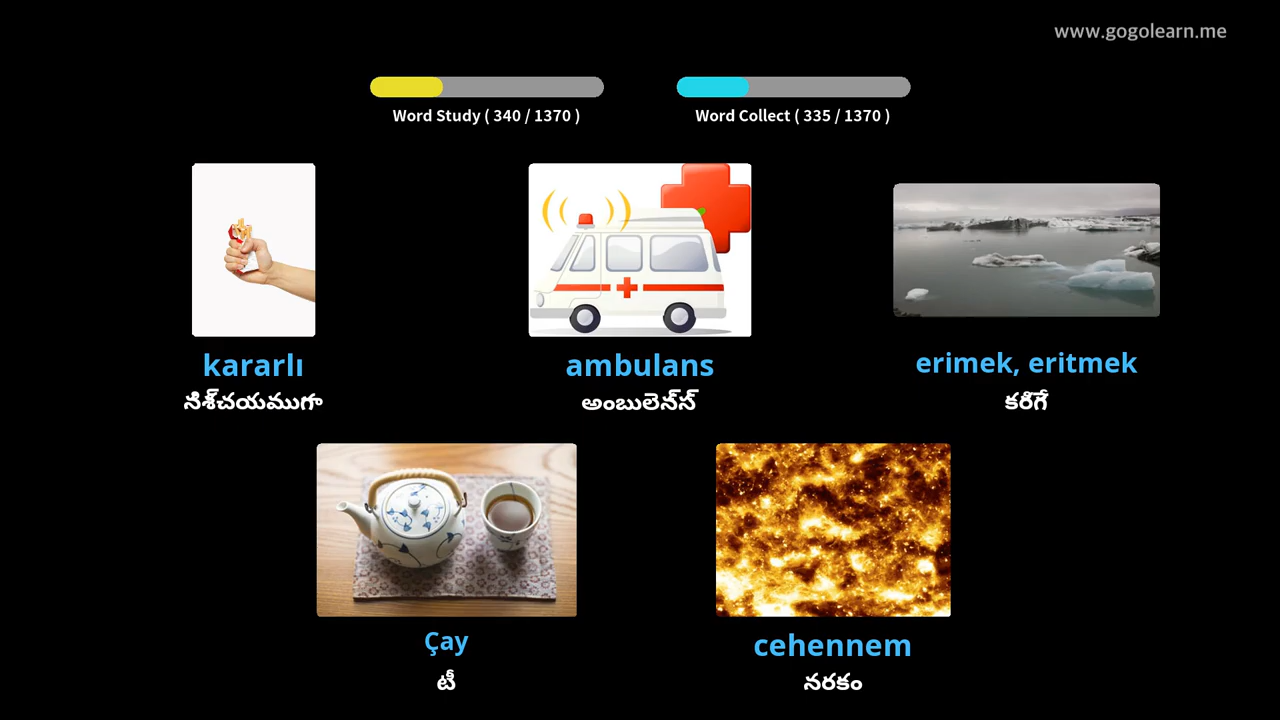 www.gogolearn.me
Word Study ( 340 / 1370 )
Word Collect ( 335 / 1370 )
kararlı
నిశ్చయముగా
ambulans
అంబులెన్స్
erimek, eritmek
కరిగే
Çay
టీ
cehennem
నరకం